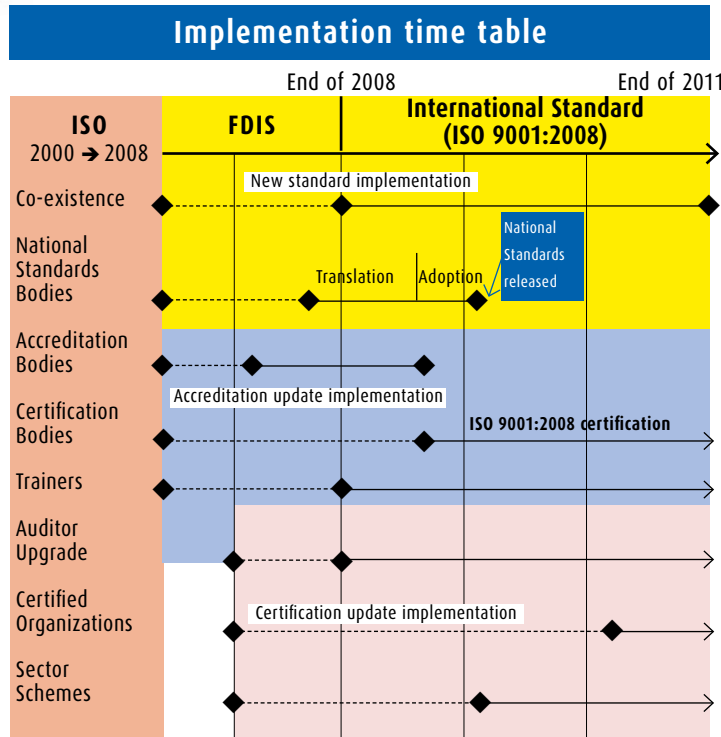 Implementation time table
End of 2008
End of 2011
ISO
2000 ➔ 2008
FDIS
International Standard
(ISO 9001:2008)
Co-existence
New standard implementation
National
Standards
Bodies
Translation
Adoption
National
Standards
released
Accreditation
Bodies
Accreditation update implementation
Certification
Bodies
ISO 9001:2008 certification
Trainers
Auditor
Upgrade
Certified
Organizations
Certification update implementation
Sector
Schemes